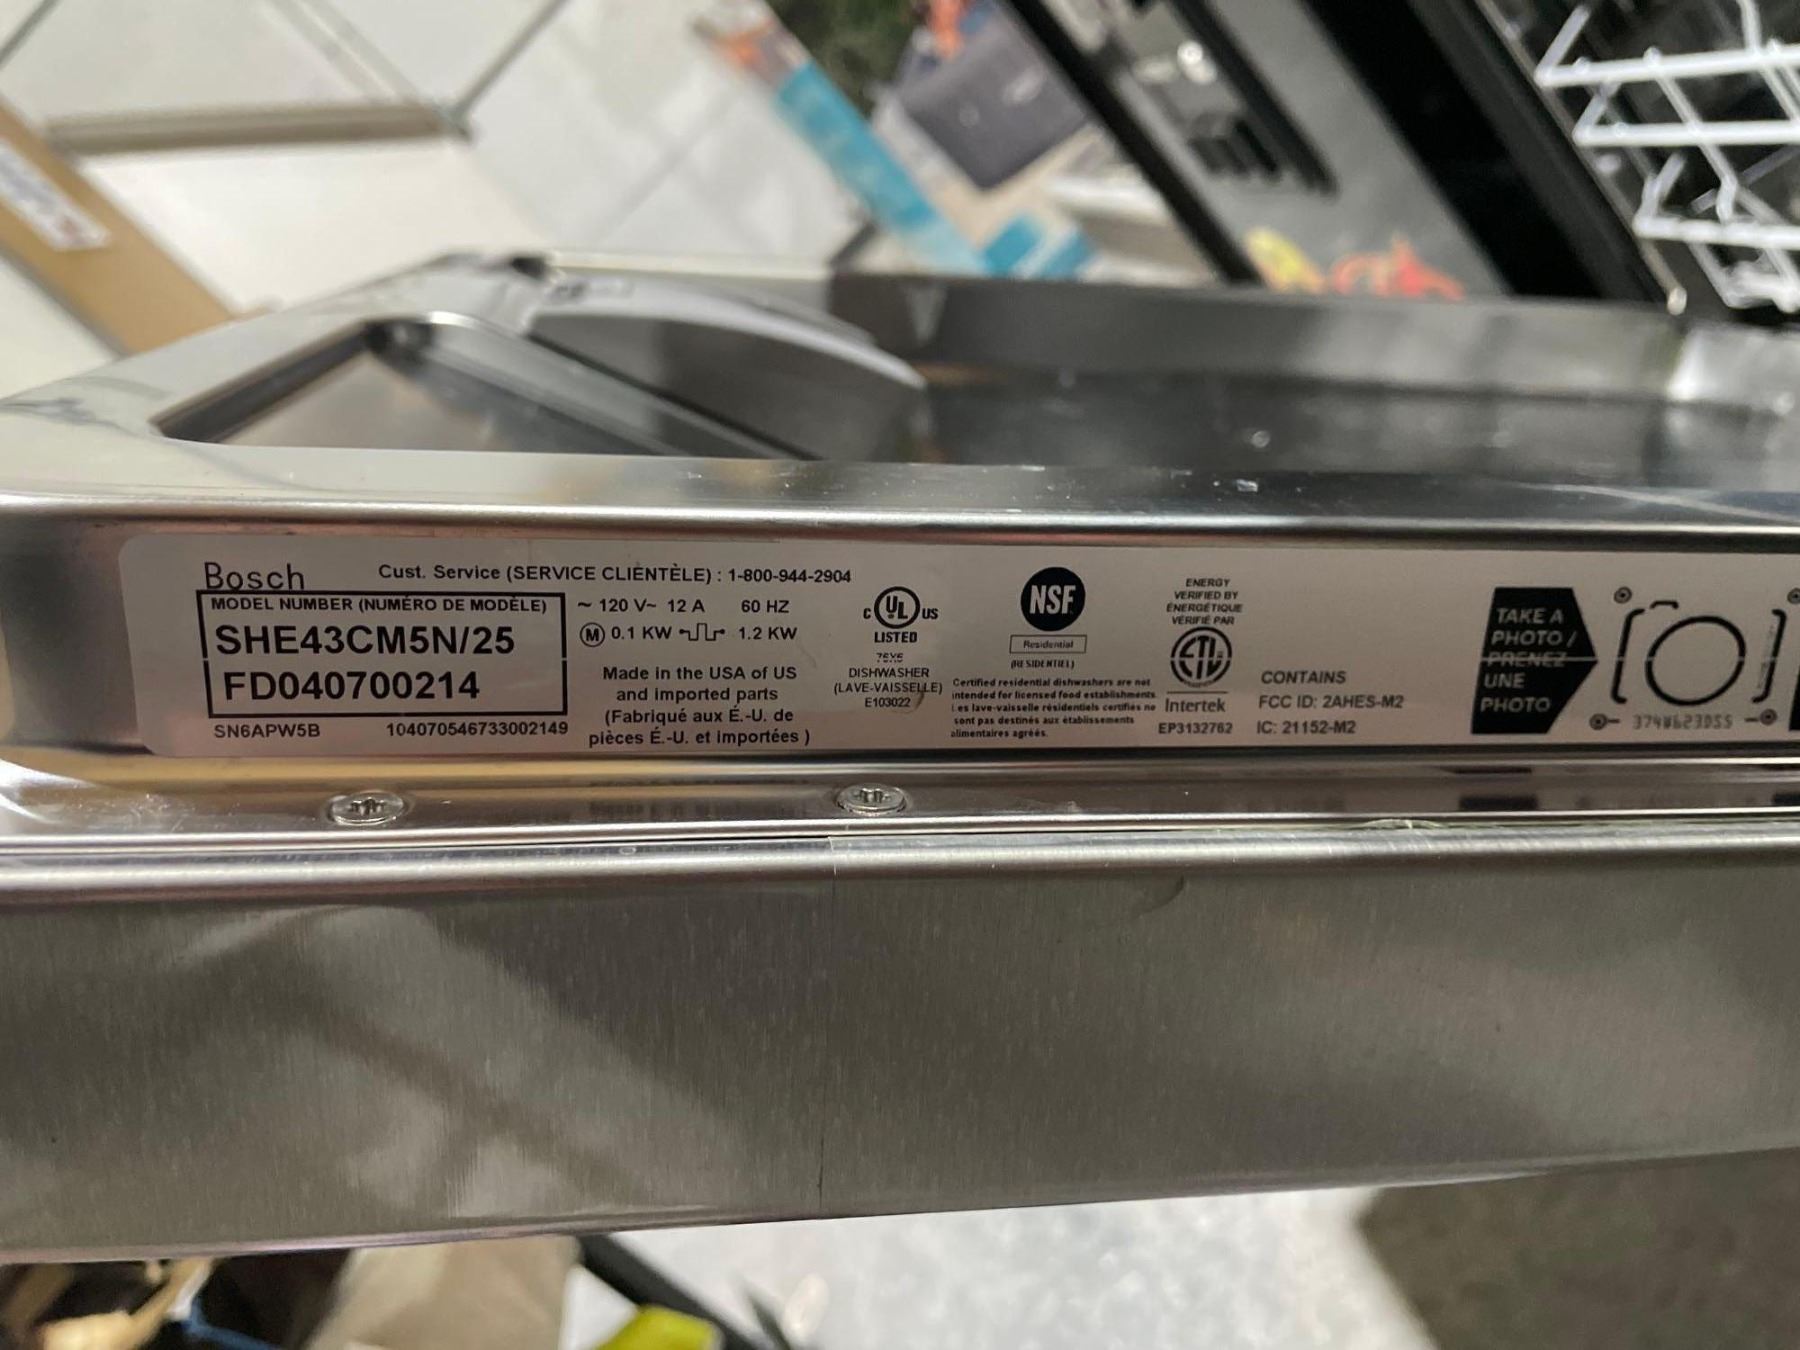 Bosch
Cust. Service (SERVICE CLIENTÈLE) : 1-800-944-2904
MODEL NUMBER (NUMÉRO DE MODÈLE)
SHE43CM5N/25
FD040700214
SN6APW5B
104070546733002149
~ 120 V~ 12 A 60 HZ
M 0.1 KW 1.2 KW
Made in the USA of US
and imported parts
(Fabriqué aux É.-U. de
pièces É.-U. et importées )
C UL US
LISTED
76X6
DISHWASHER
(LAVE-VAISSELLE)
E103022
NSF
Residential
(RESIDENTIEL)
Certified residential dishwashers are not
intended for licensed food establishments.
Les lave-vaisselle résidentiels certifiés ne
sont pas destinés aux établissements
alimentaires agréés.
ENERGY
VERIFIED BY
ÉNERGÉTIQUE
VÉRIFIÉ PAR
ETL
Intertek
EP3132762
CONTAINS
FCC ID: 2AHES-M2
IC: 21152-M2
TAKE A
PHOTO /
PRENEZ
UNE
PHOTO